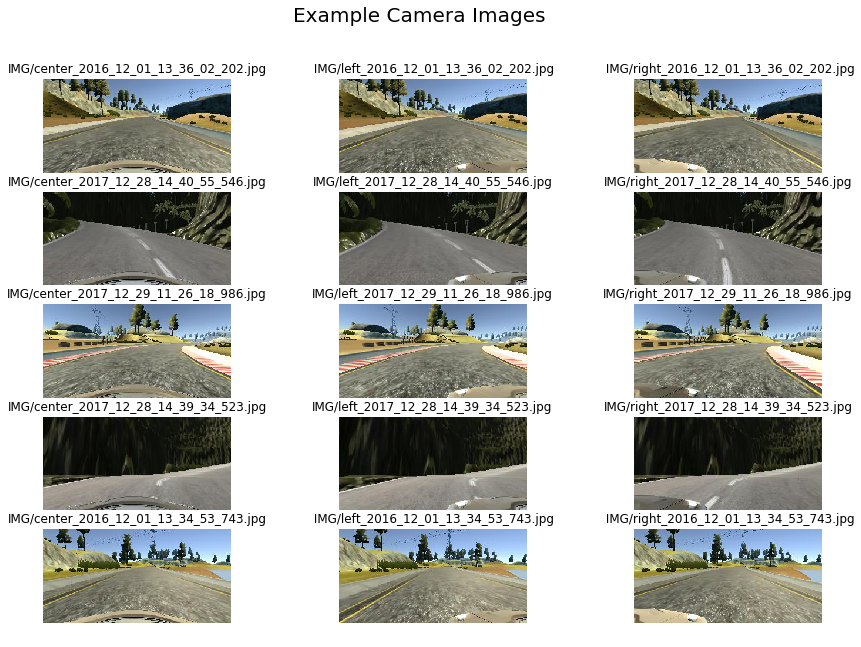 Example Camera Images
IMG/center_2016_12_01_13_36_02_202.jpg IMG/left_2016_12_01_13_36_02_202.jpg IMG/right_2016_12_01_13_36_02_202.jpg
IMG/center_2017_12_28_14_40_55_546.jpg IMG/left_2017_12_28_14_40_55_546.jpg IMG/right_2017_12_28_14_40_55_546.jpg
IMG/center_2017_12_29_11_26_18_986.jpg IMG/left_2017_12_29_11_26_18_986.jpg IMG/right_2017_12_29_11_26_18_986.jpg
IMG/center_2017_12_28_14_39_34_523.jpg IMG/left_2017_12_28_14_39_34_523.jpg IMG/right_2017_12_28_14_39_34_523.jpg
IMG/center_2016_12_01_13_34_53_743.jpg IMG/left_2016_12_01_13_34_53_743.jpg IMG/right_2016_12_01_13_34_53_743.jpg